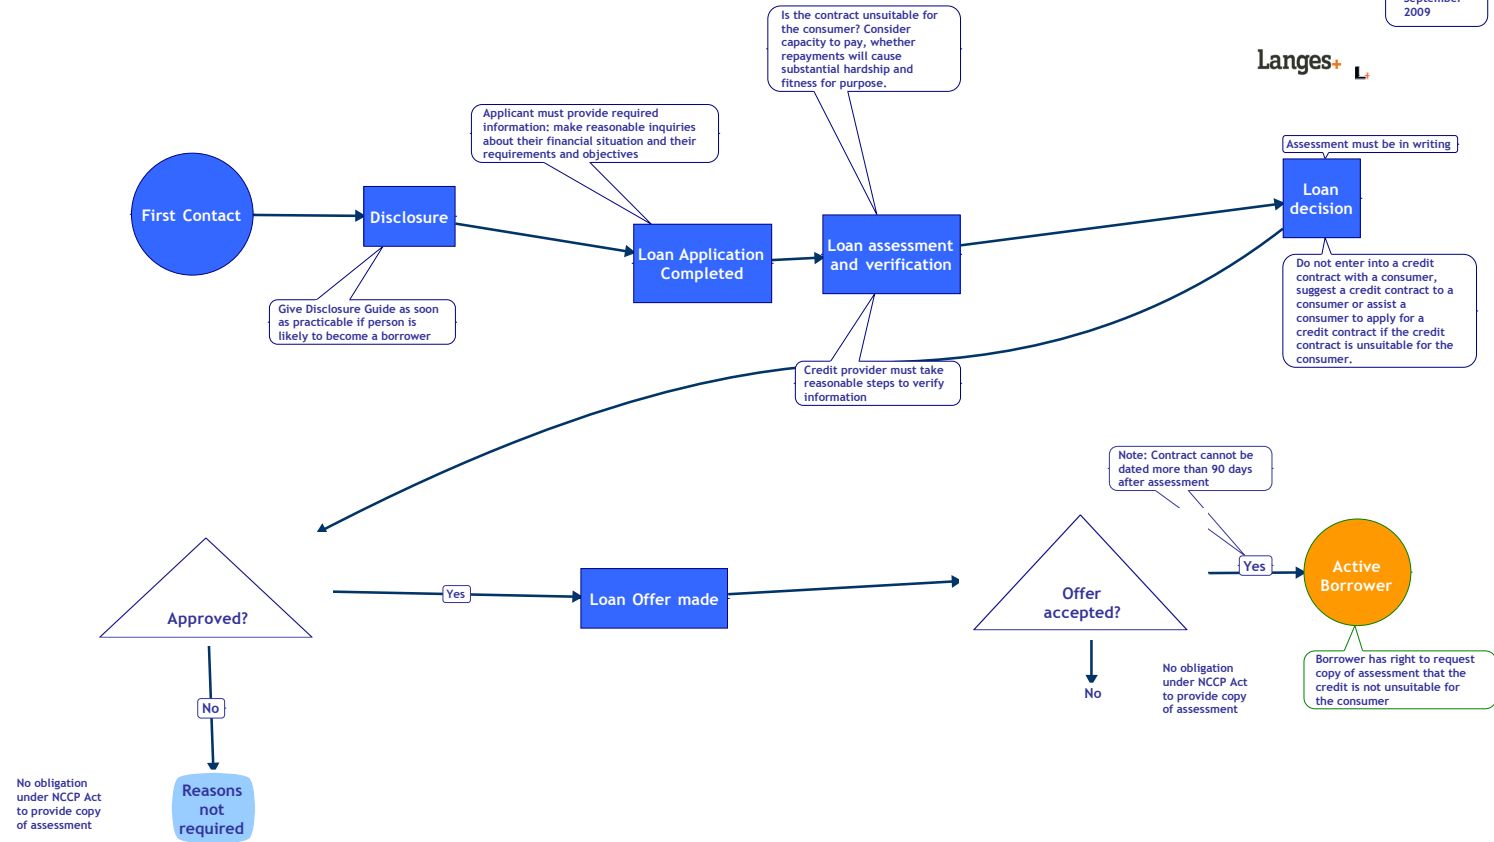 September
2009
Is the contract unsuitable for
the consumer? Consider
capacity to pay, whether
repayments will cause
substantial hardship and
fitness for purpose.
Langes+
L+
Applicant must provide required
information: make reasonable inquiries
about their financial situation and their
requirements and objectives
Assessment must be in writing
First Contact
Disclosure
Loan Application
Completed
Loan assessment
and verification
Loan
decision
Give Disclosure Guide as soon
as practicable if person is
likely to become a borrower
Do not enter into a credit
contract with a consumer,
suggest a credit contract to a
consumer or assist a
consumer to apply for a
credit contract if the credit
contract is unsuitable for the
consumer.
Credit provider must take
reasonable steps to verify
information
Note: Contract cannot be
dated more than 90 days
after assessment
Approved?
Yes
Loan Offer made
Offer
accepted?
Yes
Active
Borrower
No
No obligation
under NCCP Act
to provide copy
of assessment
Borrower has right to request
copy of assessment that the
credit is not unsuitable for
the consumer
No
No obligation
under NCCP Act
to provide copy
of assessment
Reasons
not
required